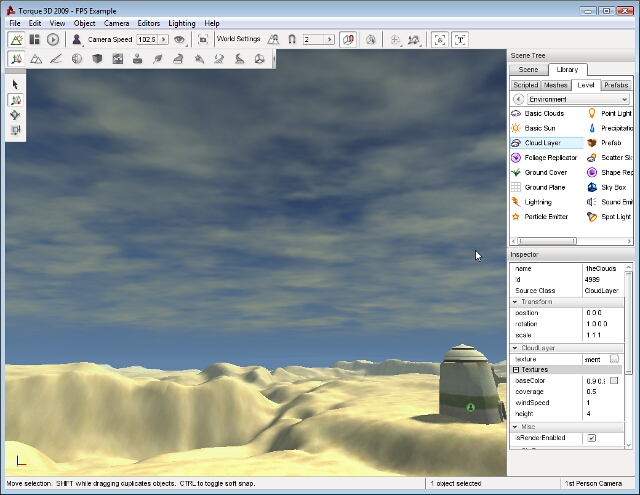 Torque 3D 2009 - FPS Example
File Edit View Object Camera Editors Lighting Help
Camera Speed 102.5 World Settings 2
Scene Tree
Scene Library
Scripted Meshes Level Prefabs
Environment
Basic Clouds Point Light
Basic Sun Precipitatio
Cloud Layer Prefab
Foliage Replicator Scatter Sk
Ground Cover Shape Rep
Ground Plane Sky Box
Lightning Sound Emit
Particle Emitter Spot Light
Inspector
name theClouds
id 4989
Source Class CloudLayer
Transform
position 0 0 0
rotation 1 0 0 0
scale 1 1 1
CloudLayer
texture ment ...
Textures
baseColor 0.9 0.9
coverage 0.5
windSpeed 1
height 4
Misc
isRenderEnabled
Move selection. SHIFT while dragging duplicates objects. CTRL to toggle soft snap. 1 object selected 1st Person Camera